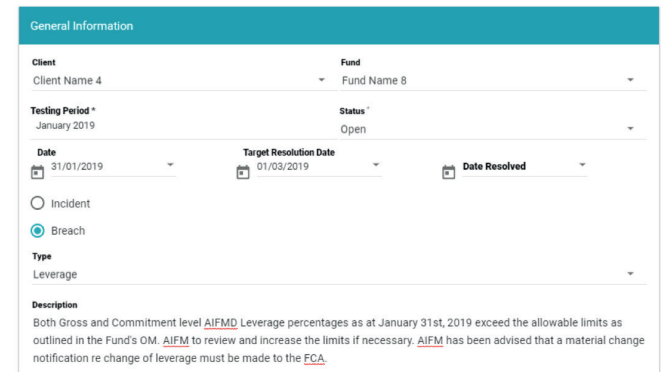 General Information
Client Fund
Client Name 4 Fund Name 8
Testing Period * Status *
January 2019
Open
Date Target Resolution Date
31/01/2019 01/03/2019 Date Resolved
Incident
Breach
Type
Leverage
Description
Both Gross and Commitment level AIFMD Leverage percentages as at January 31st, 2019 exceed the allowable limits as
outlined in the Fund's OM. AIFM to review and increase the limits if necessary. AIFM has been advised that a material change
notification re change of leverage must be made to the FCA.